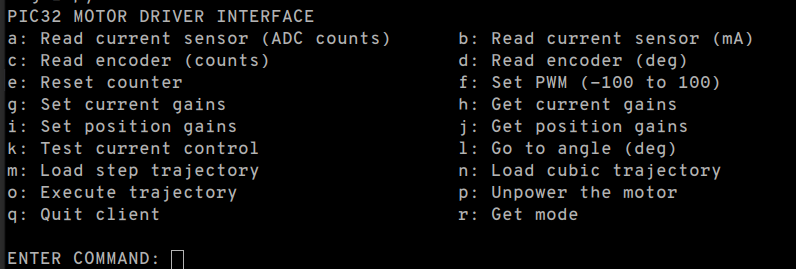 PIC32 MOTOR DRIVER INTERFACE
a: Read current sensor (ADC counts) b: Read current sensor (mA)
c: Read encoder (counts) d: Read encoder (deg)
e: Reset counter f: Set PWM (-100 to 100)
g: Set current gains h: Get current gains
i: Set position gains j: Get position gains
k: Test current control l: Go to angle (deg)
m: Load step trajectory n: Load cubic trajectory
o: Execute trajectory p: Unpower the motor
q: Quit client r: Get mode
ENTER COMMAND: